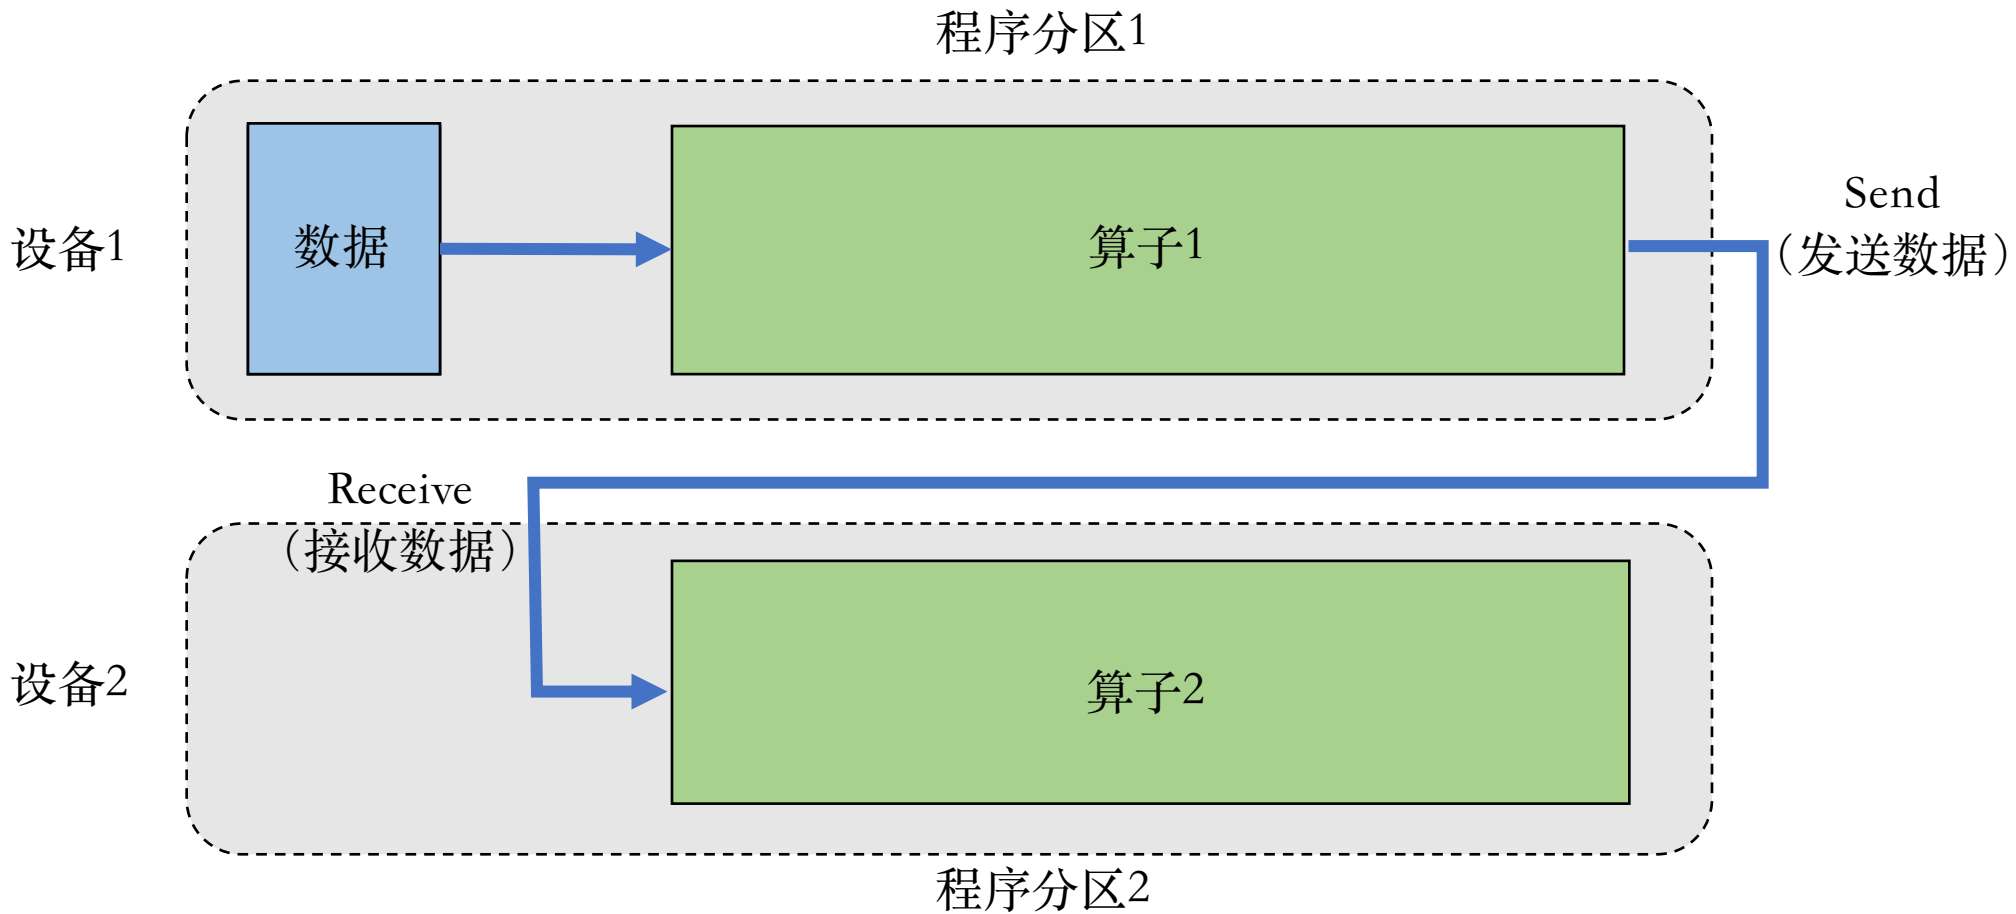 程序分区1
设备1
数据
算子1
Send
（发送数据）
Receive
（接收数据）
设备2
算子2
程序分区2